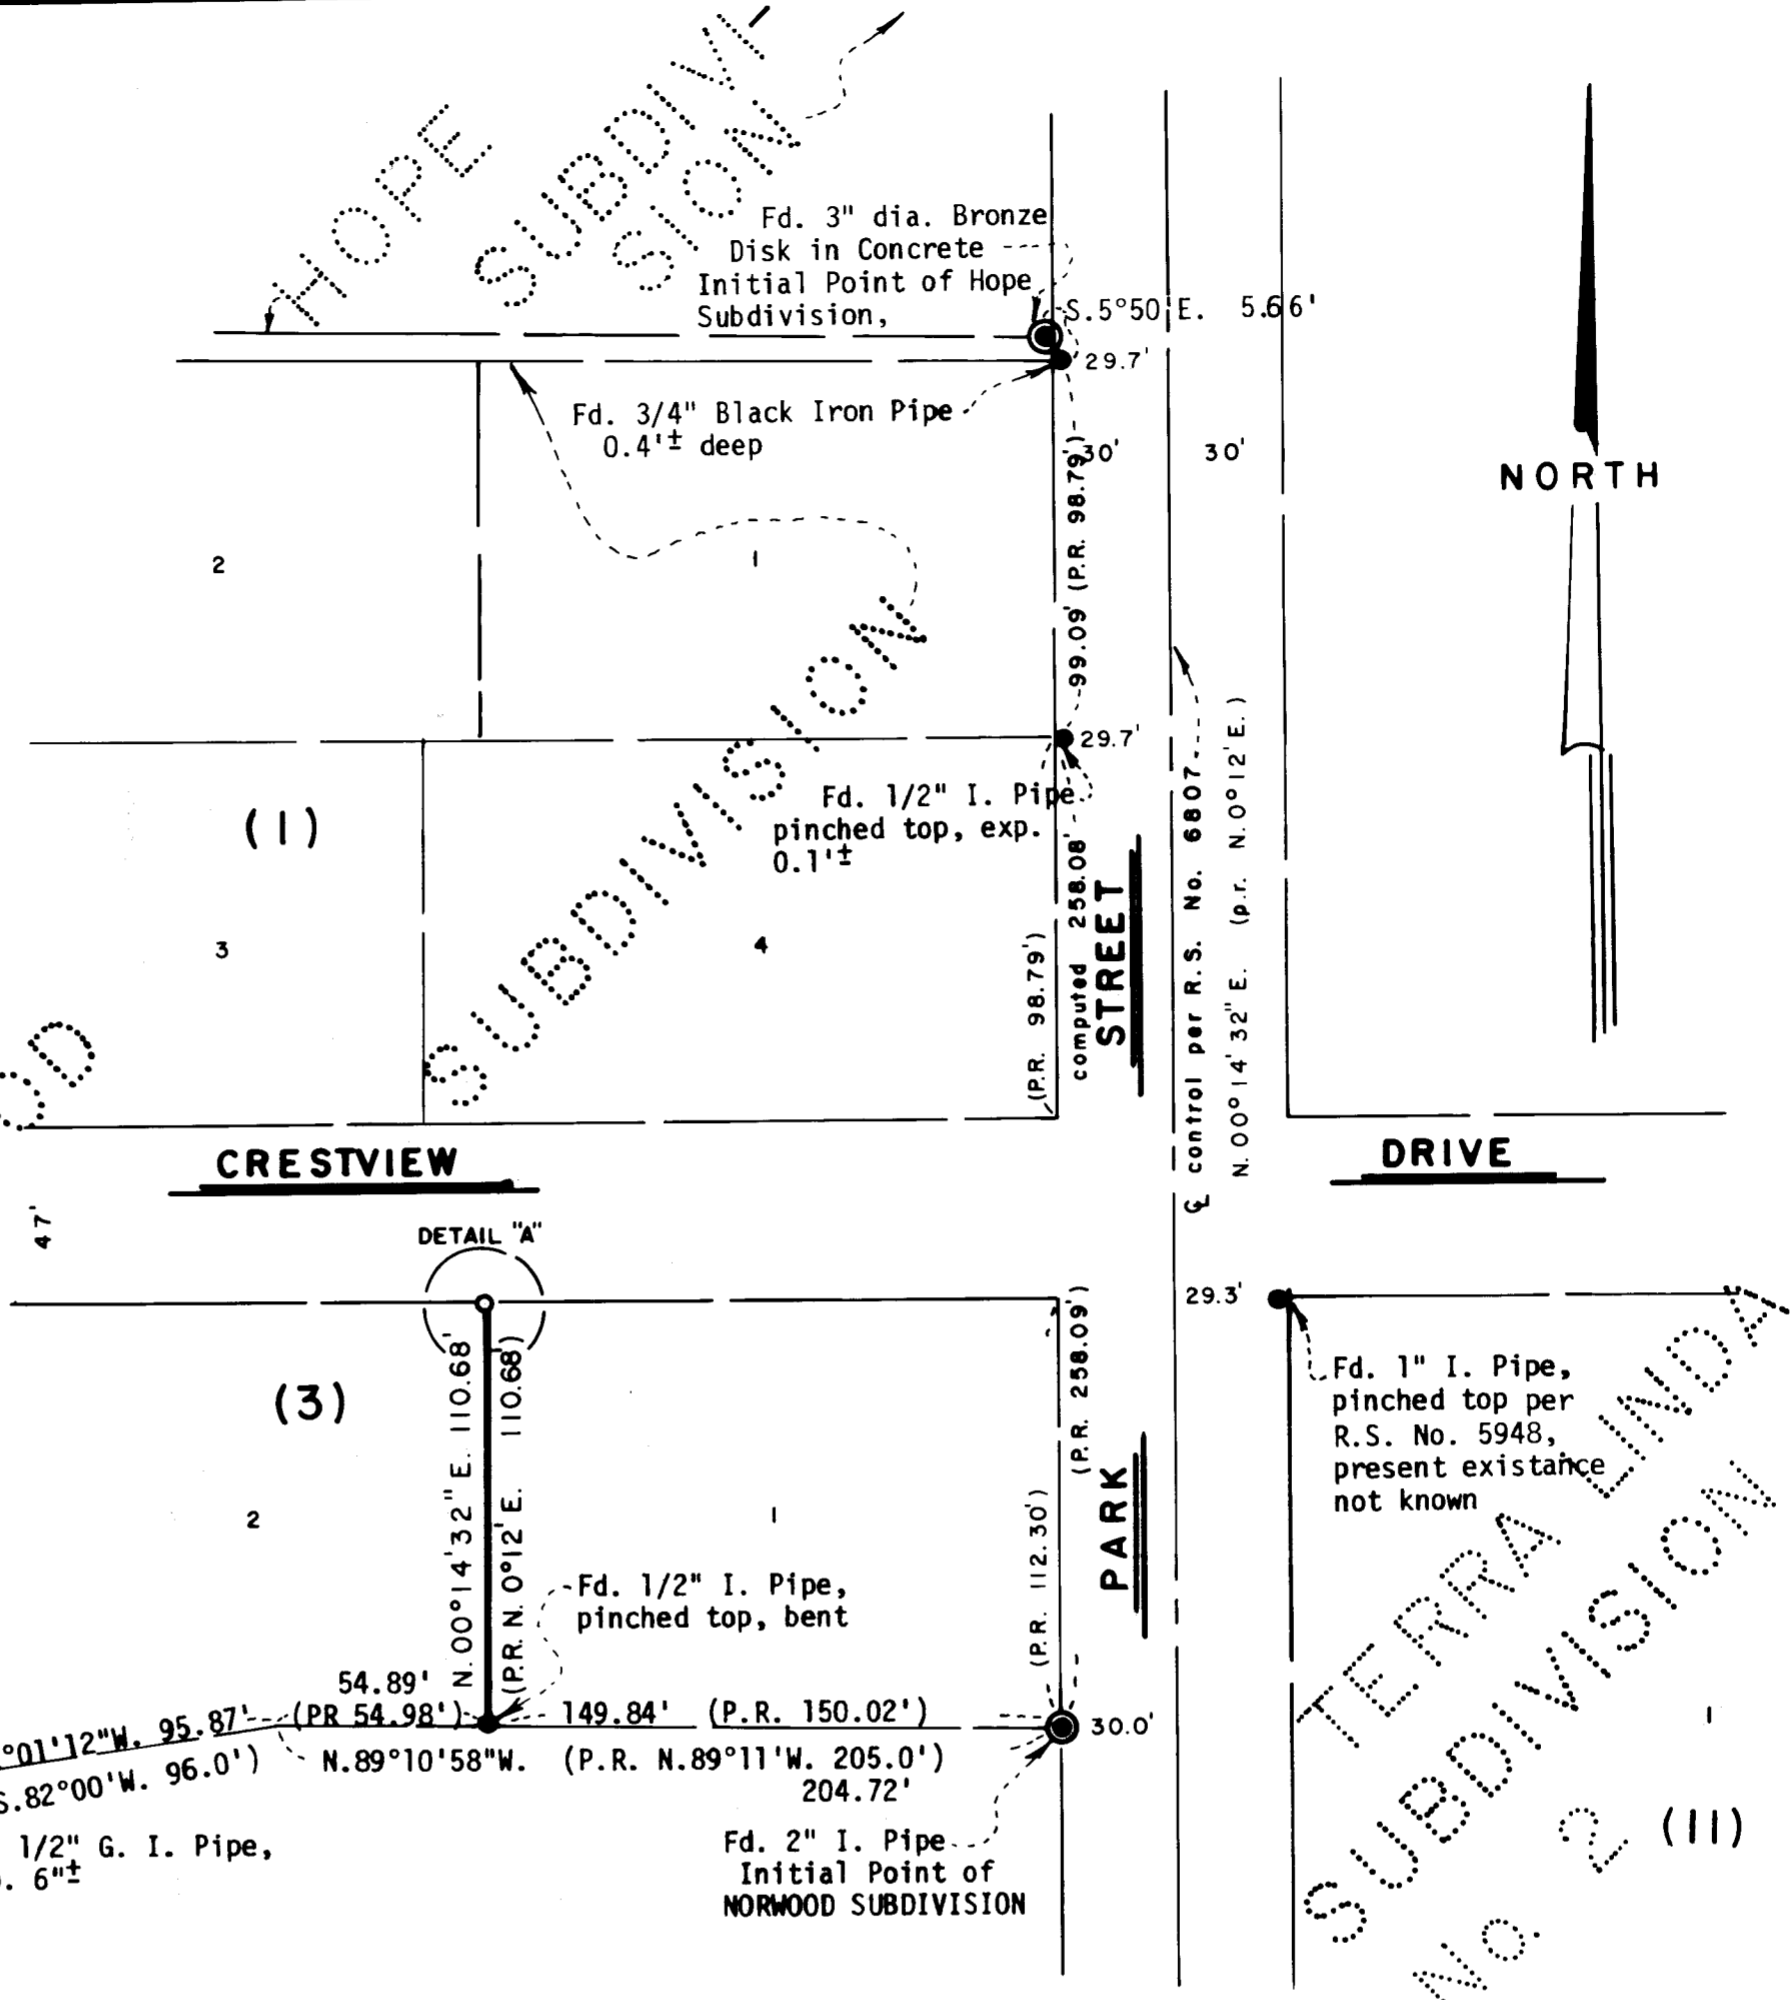 HOPE
SUBDIVI-
SION
Fd. 3" dia. Bronze
Disk in Concrete
Initial Point of Hope
Subdivision,
S.5°50'E. 5.66'
29.7'
Fd. 3/4" Black Iron Pipe
0.4'± deep
30'
30'
NORTH
99.09' (P.R. 98.79')
2
1
29.7'
Fd. 1/2" I. Pipe
pinched top, exp.
0.1'±
(1)
SUBDIVISION
3
4
(P.R. 98.79')
computed 258.08'
STREET
℄ control per R.S. No. 6807
N.00°14'32"E. (p.r. N.0°12'E.)
OD
CRESTVIEW
DRIVE
47'
DETAIL "A"
29.3'
(P.R. 258.09')
Fd. 1" I. Pipe,
pinched top per
R.S. No. 5948,
present existance
not known
(3)
N.00°14'32"E. 110.68'
(P.R. N.0°12'E. 110.68')
2
1
(P.R. 112.30')
PARK
Fd. 1/2" I. Pipe,
pinched top, bent
54.89'
(PR 54.98')
149.84' (P.R. 150.02')
30.0'
°01'12"W. 95.87'
S.82°00'W. 96.0')
N.89°10'58"W. (P.R. N.89°11'W. 205.0')
204.72'
1/2" G. I. Pipe,
. 6"±
Fd. 2" I. Pipe
Initial Point of
NORWOOD SUBDIVISION
TERRA LINDA
SUBDIVISION
No. 2
1
(11)